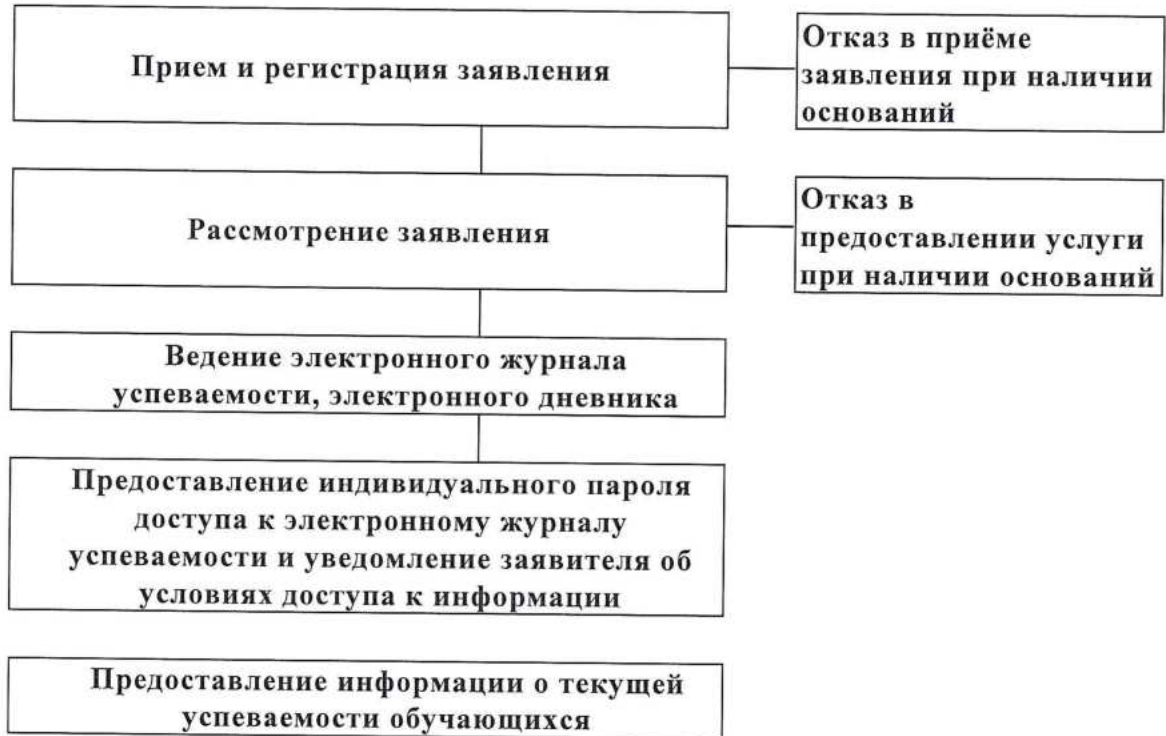 Прием и регистрация заявления
Отказ в приёме
заявления при наличии
оснований
Рассмотрение заявления
Отказ в
предоставлении услуги
при наличии оснований
Ведение электронного журнала
успеваемости, электронного дневника
Предоставление индивидуального пароля
доступа к электронному журналу
успеваемости и уведомление заявителя об
условиях доступа к информации
Предоставление информации о текущей
успеваемости обучающихся